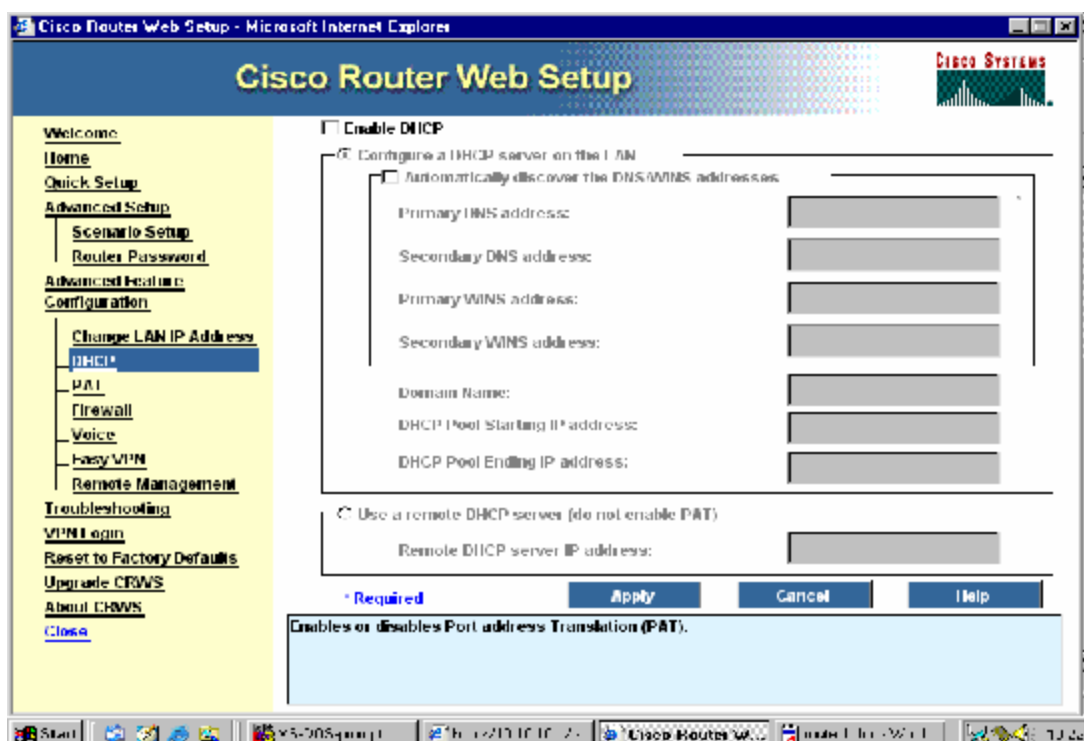 Cisco Router Web Setup - Microsoft Internet Explorer
Cisco Router Web Setup
CISCO SYSTEMS
Welcome
Home
Quick Setup
Advanced Setup
Scenario Setup
Router Password
Advanced Feature
Configuration
Change LAN IP Address
DHCP
PAT
Firewall
Voice
Easy VPN
Remote Management
Troubleshooting
VPN Login
Reset to Factory Defaults
Upgrade CRWS
About CRWS
Close
Enable DHCP
Configure a DHCP server on the LAN
Automatically discover the DNS/WINS addresses
Primary DNS address:
*
Secondary DNS address:
Primary WINS address:
Secondary WINS address:
Domain Name:
DHCP Pool Starting IP address:
DHCP Pool Ending IP address:
Use a remote DHCP server (do not enable PAT)
Remote DHCP server IP address:
* Required
Apply
Cancel
Help
Enables or disables Port address Translation (PAT).
Start
MS-DOS-prompt
Cisco Router W...